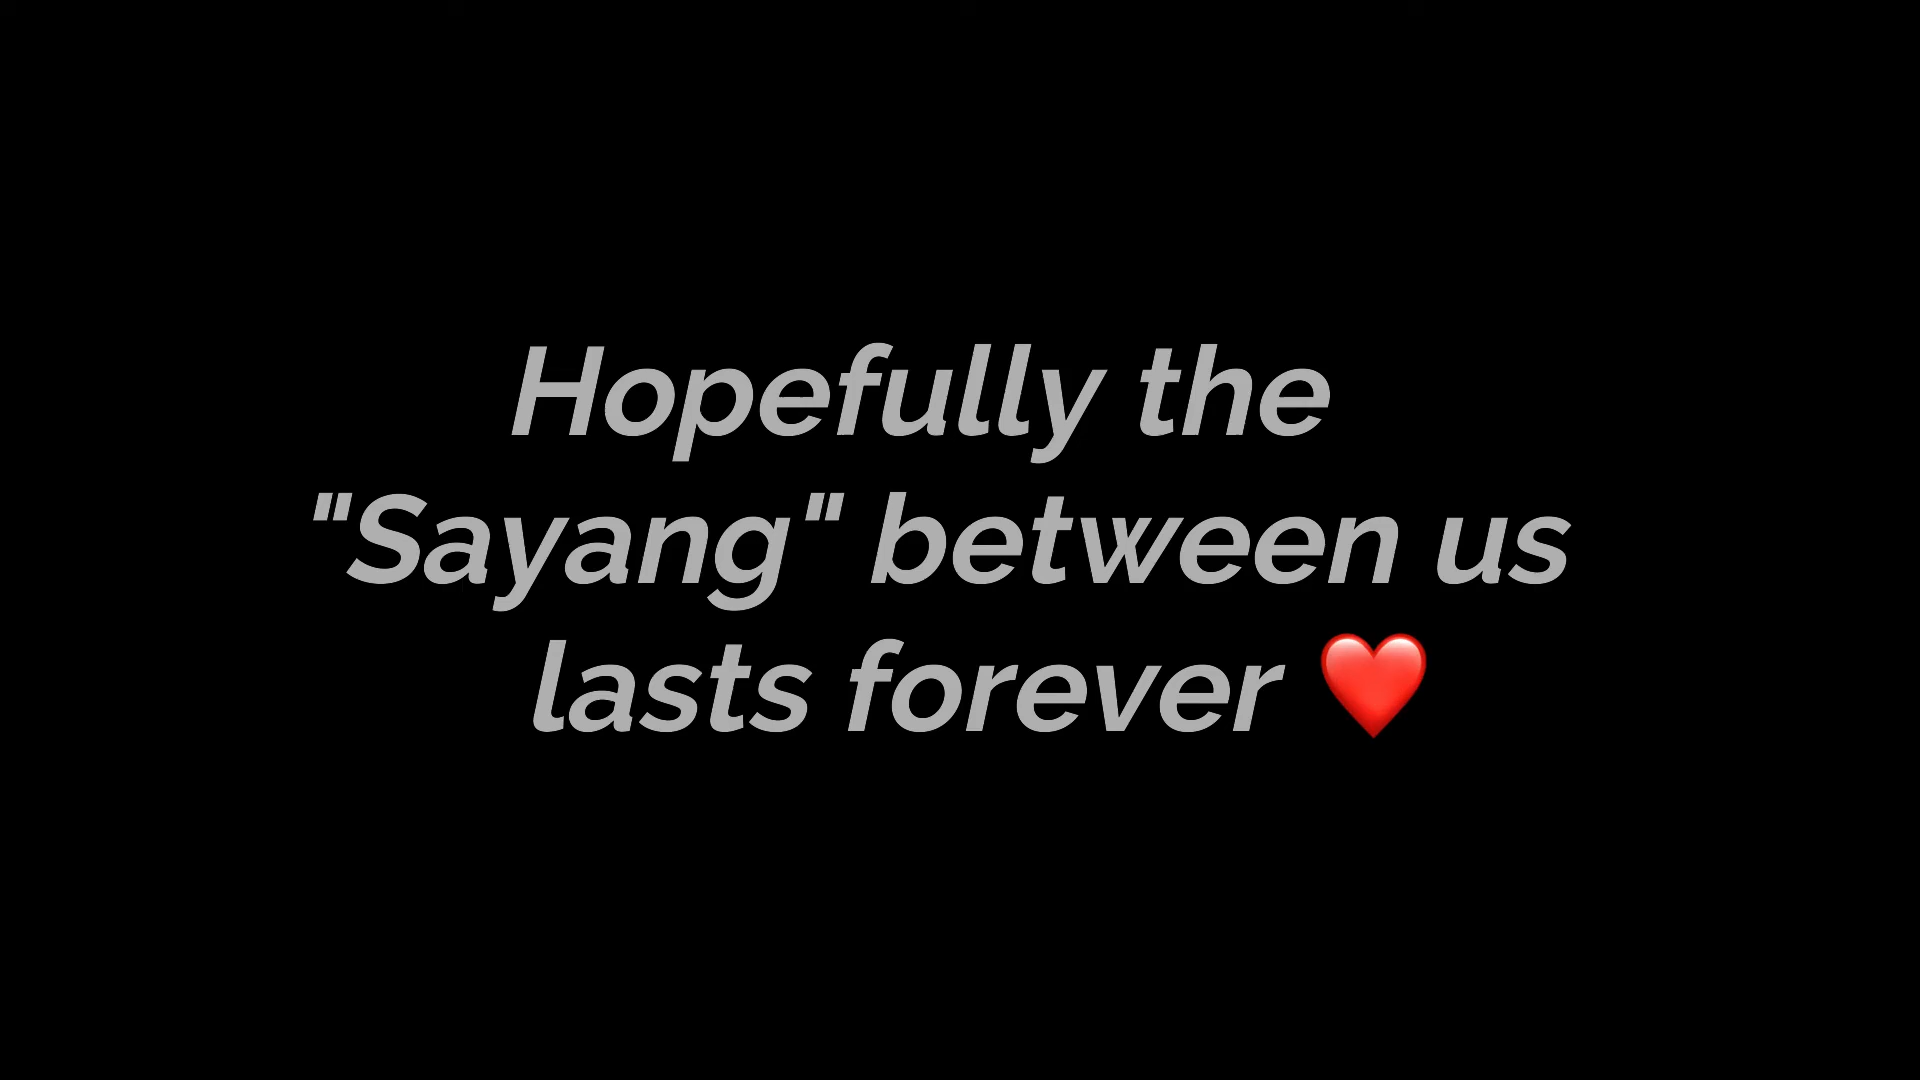 Hopefully the
"Sayang" between us
lasts forever ❤️